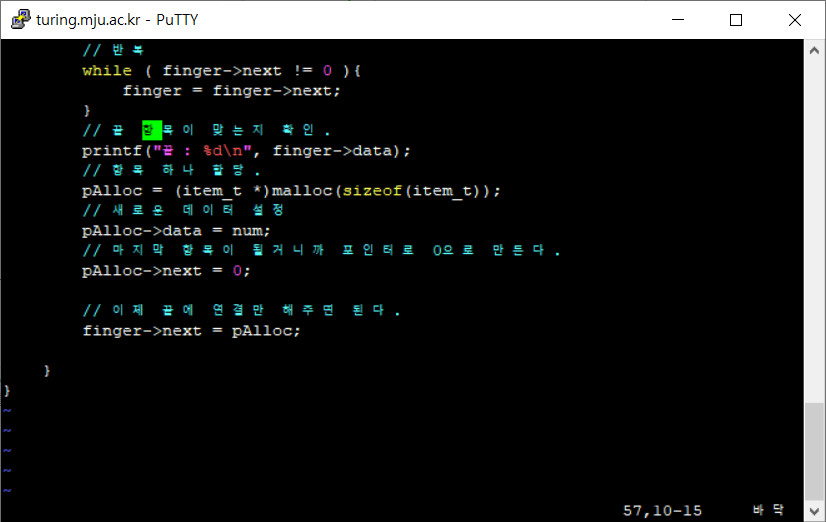 turing.mju.ac.kr - PuTTY
// 반복
while ( finger->next != 0 ){
finger = finger->next;
}
// 끝 항목이 맞는지 확인.
printf("끝 : %d\n", finger->data);
// 항목 하나 할당.
pAlloc = (item_t *)malloc(sizeof(item_t));
// 새로운 데이터 설정
pAlloc->data = num;
// 마지막 항목이 될거니까 포인터로 0으로 만든다.
pAlloc->next = 0;
// 이제 끝에 연결만 해주면 된다.
finger->next = pAlloc;
}
}
~
~
~
~
~
57,10-15 바닥